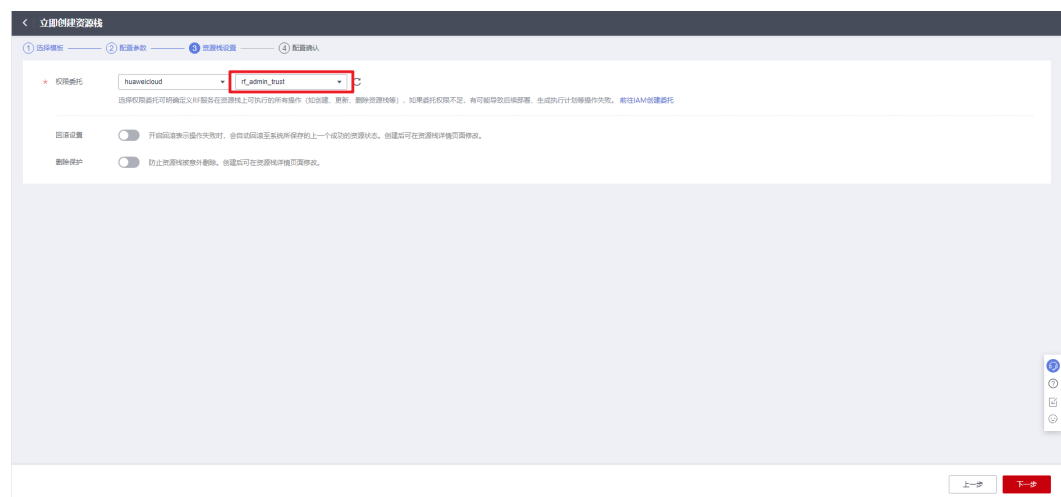 立即创建资源栈
1 选择模板 2 配置参数 3 资源栈设置 4 配置确认
* 权限委托 huaweicloud rf_admin_trust
选择权限委托可明确定义RF服务在资源栈上可执行的所有操作（如创建、更新、删除资源栈等），如果委托权限不足，有可能导致后续部署、生成执行计划等操作失败。 前往IAM创建委托
回滚设置 开启回滚表示操作失败时，会自动回滚至系统所保存的上一个成功的资源状态。创建后可在资源栈详情页面修改。
删除保护 防止资源栈被意外删除。创建后可在资源栈详情页面修改。
上一步 下一步